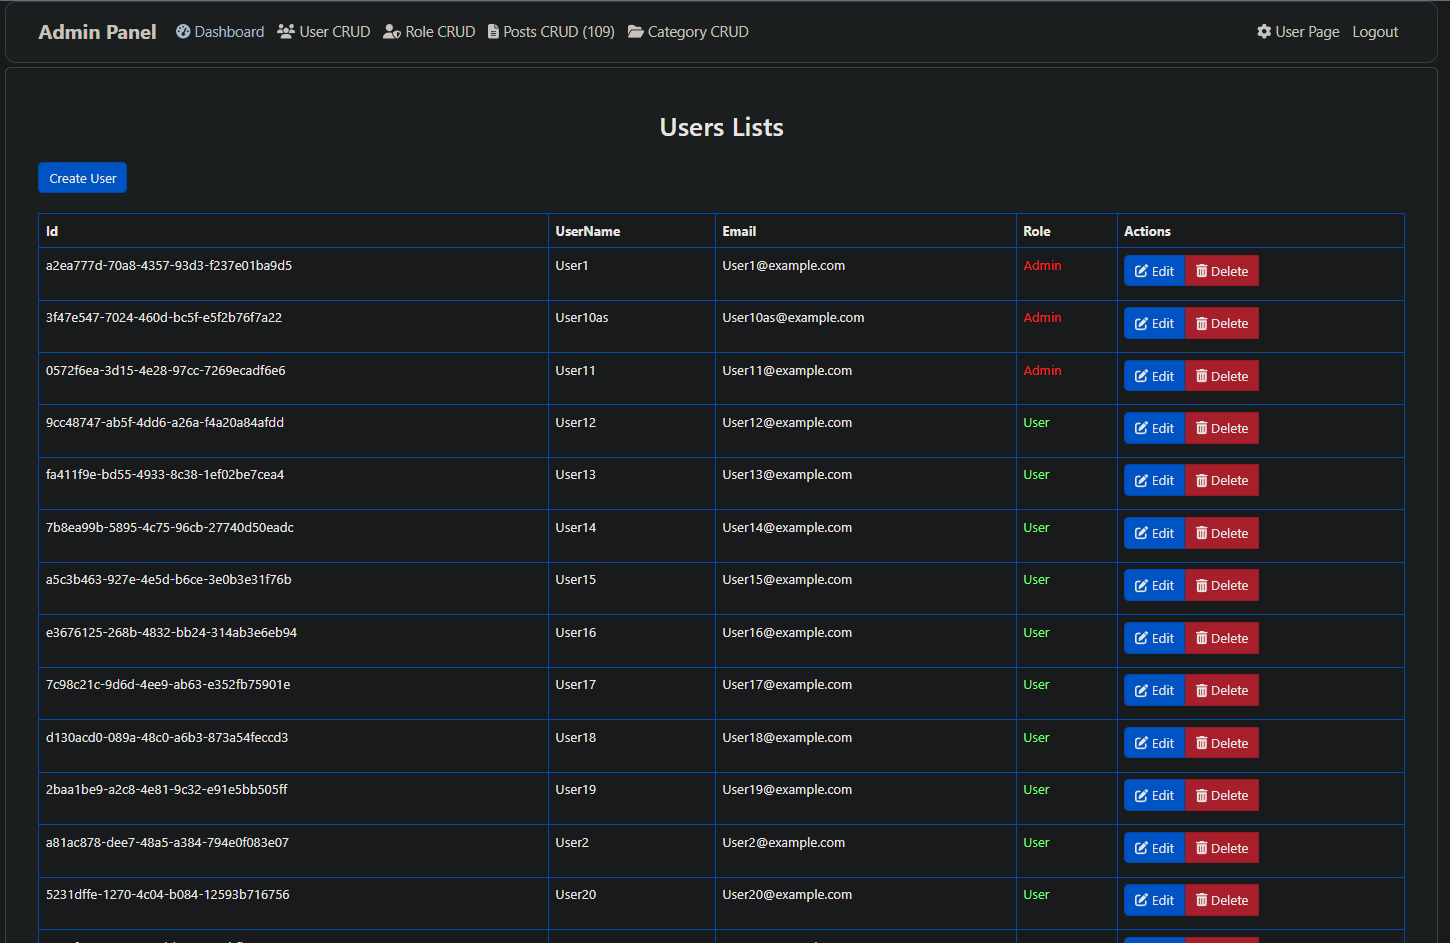 Admin Panel Dashboard User CRUD Role CRUD Posts CRUD (109) Category CRUD User Page Logout
Users Lists
Create User
Id UserName Email Role Actions
a2ea777d-70a8-4357-93d3-f237e01ba9d5 User1 User1@example.com Admin Edit Delete
3f47e547-7024-460d-bc5f-e5f2b76f7a22 User10as User10as@example.com Admin Edit Delete
0572f6ea-3d15-4e28-97cc-7269ecadf6e6 User11 User11@example.com Admin Edit Delete
9cc48747-ab5f-4dd6-a26a-f4a20a84afdd User12 User12@example.com User Edit Delete
fa411f9e-bd55-4933-8c38-1ef02be7cea4 User13 User13@example.com User Edit Delete
7b8ea99b-5895-4c75-96cb-27740d50eadc User14 User14@example.com User Edit Delete
a5c3b463-927e-4e5d-b6ce-3e0b3e31f76b User15 User15@example.com User Edit Delete
e3676125-268b-4832-bb24-314ab3e6eb94 User16 User16@example.com User Edit Delete
7c98c21c-9d6d-4ee9-ab63-e352fb75901e User17 User17@example.com User Edit Delete
d130acd0-089a-48c0-a6b3-873a54feccd3 User18 User18@example.com User Edit Delete
2baa1be9-a2c8-4e81-9c32-e91e5bb505ff User19 User19@example.com User Edit Delete
a81ac878-dee7-48a5-a384-794e0f083e07 User2 User2@example.com User Edit Delete
5231dffe-1270-4c04-b084-12593b716756 User20 User20@example.com User Edit Delete